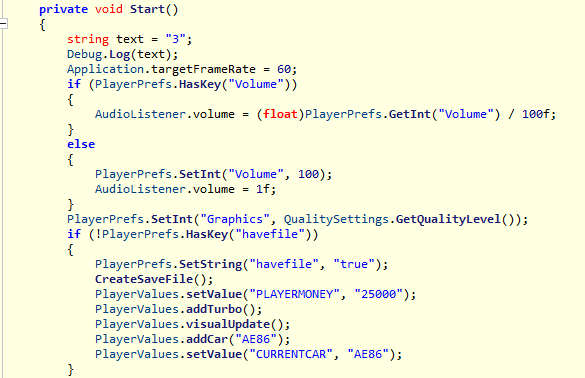 private void Start()
{
string text = "3";
Debug.Log(text);
Application.targetFrameRate = 60;
if (PlayerPrefs.HasKey("Volume"))
{
AudioListener.volume = (float)PlayerPrefs.GetInt("Volume") / 100f;
}
else
{
PlayerPrefs.SetInt("Volume", 100);
AudioListener.volume = 1f;
}
PlayerPrefs.SetInt("Graphics", QualitySettings.GetQualityLevel());
if (!PlayerPrefs.HasKey("havefile"))
{
PlayerPrefs.SetString("havefile", "true");
CreateSaveFile();
PlayerValues.setValue("PLAYERMONEY", "25000");
PlayerValues.addTurbo();
PlayerValues.visualUpdate();
PlayerValues.addCar("AE86");
PlayerValues.setValue("CURRENTCAR", "AE86");
}